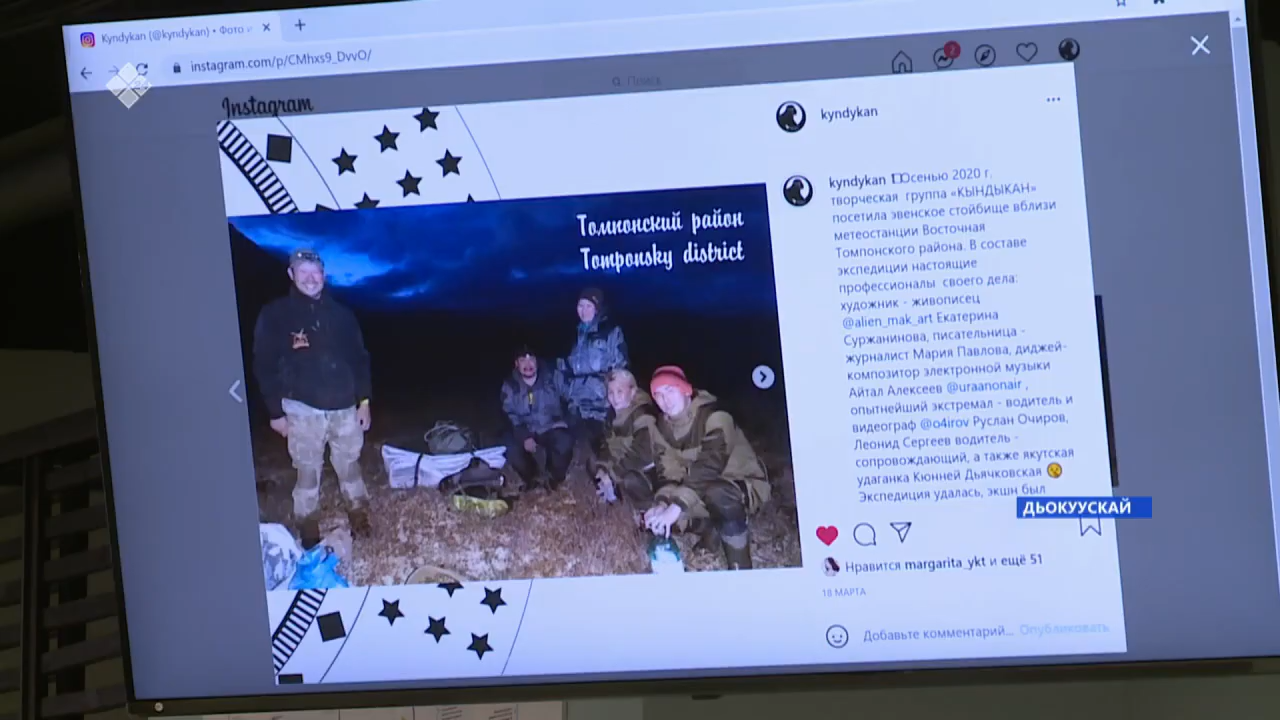 Kyndykan (@kyndykan) • Фото и
instagram.com/p/CMhxs9_DvvO/
Поиск
2
Instagram
Томпонский район
Tomponsky district
kyndykan
kyndykan Осенью 2020 г.
творческая группа «КЫНДЫКАН»
посетила эвенское стойбище вблизи
метеостанции Восточная
Томпонского района. В составе
экспедиции настоящие
профессионалы своего дела:
художник - живописец
@alien_mak_art Екатерина
Суржанинова, писательница -
журналист Мария Павлова, диджей-
композитор электронной музыки
Айтал Алексеев @uraanonair ,
опытнейший экстремал - водитель и
видеограф @o4irov Руслан Очиров,
Леонид Сергеев водитель -
сопровождающий, а также якутская
удаганка Кюнней Дьячковская 😵
Экспедиция удалась, экшн был
ДЬОКУУСКАЙ
Нравится margarita_ykt и ещё 51
18 МАРТА
Добавьте комментарий... Опубликовать